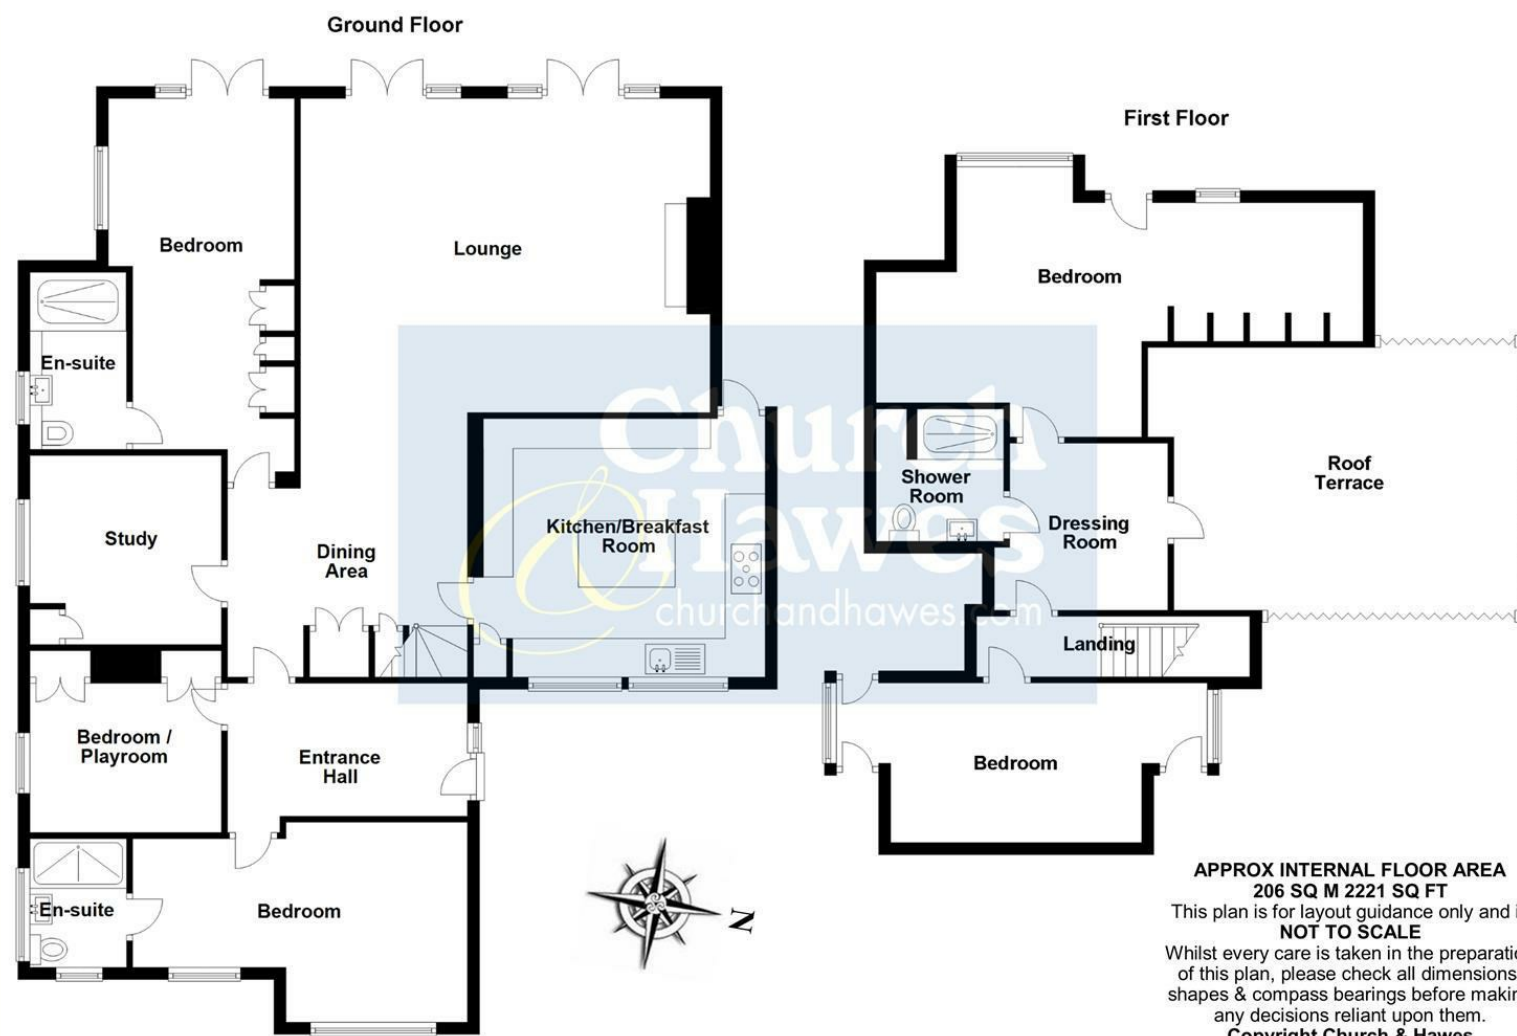 Ground Floor
First Floor
Bedroom
Lounge
Bedroom
En-suite
Church
& Hawes
churchandhawes.com
Shower
Room
Roof
Terrace
Study
Dining
Area
Kitchen/Breakfast
Room
Dressing
Room
Landing
Bedroom /
Playroom
Entrance
Hall
Bedroom
En-suite
Bedroom
N
APPROX INTERNAL FLOOR AREA
206 SQ M 2221 SQ FT
This plan is for layout guidance only and
NOT TO SCALE
Whilst every care is taken in the
of this plan, please check all dimensions
shapes & compass bearings before
any decisions reliant upon them.
Copyright Church & Hawes